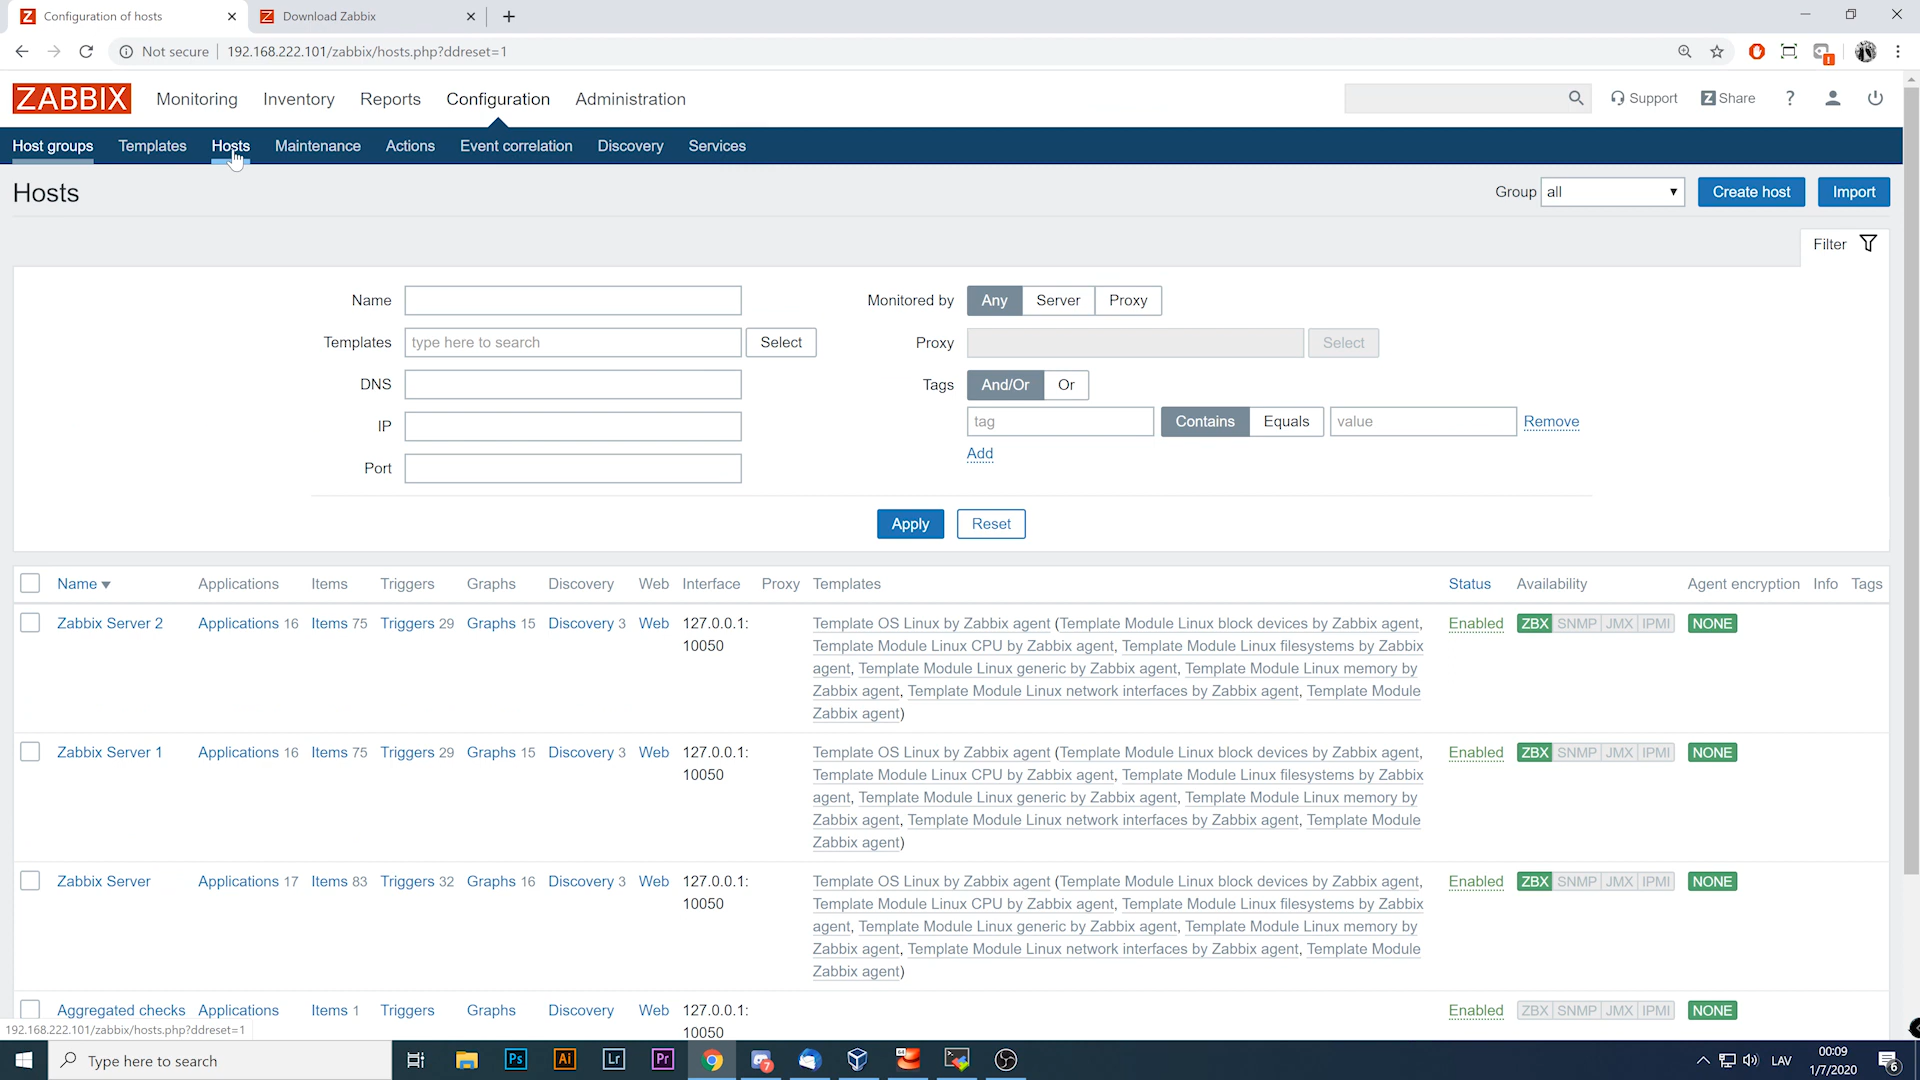 Configuration of hosts
Download Zabbix
Not secure
192.168.222.101/zabbix/hosts.php?ddreset=1
ZABBIX
Monitoring
Inventory
Reports
Configuration
Administration
Support
Z Share
?
Host groups
Templates
Hosts
Maintenance
Actions
Event correlation
Discovery
Services
Hosts
Group
all
Create host
Import
Filter
Name
Monitored by
Any
Server
Proxy
Templates
type here to search
Select
Proxy
Select
DNS
Tags
And/Or
Or
IP
tag
Contains
Equals
value
Remove
Add
Port
Apply
Reset
Name
Applications
Items
Triggers
Graphs
Discovery
Web
Interface
Proxy
Templates
Status
Availability
Agent encryption
Info
Tags
Zabbix Server 2
Applications 16
Items 75
Triggers 29
Graphs 15
Discovery 3
Web
127.0.0.1:
10050
Template OS Linux by Zabbix agent (Template Module Linux block devices by Zabbix agent,
Template Module Linux CPU by Zabbix agent, Template Module Linux filesystems by Zabbix
agent, Template Module Linux generic by Zabbix agent, Template Module Linux memory by
Zabbix agent, Template Module Linux network interfaces by Zabbix agent, Template Module
Zabbix agent)
Enabled
ZBX SNMP JMX IPMI
NONE
Zabbix Server 1
Applications 16
Items 75
Triggers 29
Graphs 15
Discovery 3
Web
127.0.0.1:
10050
Template OS Linux by Zabbix agent (Template Module Linux block devices by Zabbix agent,
Template Module Linux CPU by Zabbix agent, Template Module Linux filesystems by Zabbix
agent, Template Module Linux generic by Zabbix agent, Template Module Linux memory by
Zabbix agent, Template Module Linux network interfaces by Zabbix agent, Template Module
Zabbix agent)
Enabled
ZBX SNMP JMX IPMI
NONE
Zabbix Server
Applications 17
Items 83
Triggers 32
Graphs 16
Discovery 3
Web
127.0.0.1:
10050
Template OS Linux by Zabbix agent (Template Module Linux block devices by Zabbix agent,
Template Module Linux CPU by Zabbix agent, Template Module Linux filesystems by Zabbix
agent, Template Module Linux generic by Zabbix agent, Template Module Linux memory by
Zabbix agent, Template Module Linux network interfaces by Zabbix agent, Template Module
Zabbix agent)
Enabled
ZBX SNMP JMX IPMI
NONE
Aggregated checks
Applications
Items 1
Triggers
Graphs
Discovery
Web
127.0.0.1:
10050
Enabled
ZBX SNMP JMX IPMI
NONE
192.168.222.101/zabbix/hosts.php?ddreset=1
Type here to search
Ps
Ai
Lr
Pr
7
64
LAV
00:09
1/7/2020
6